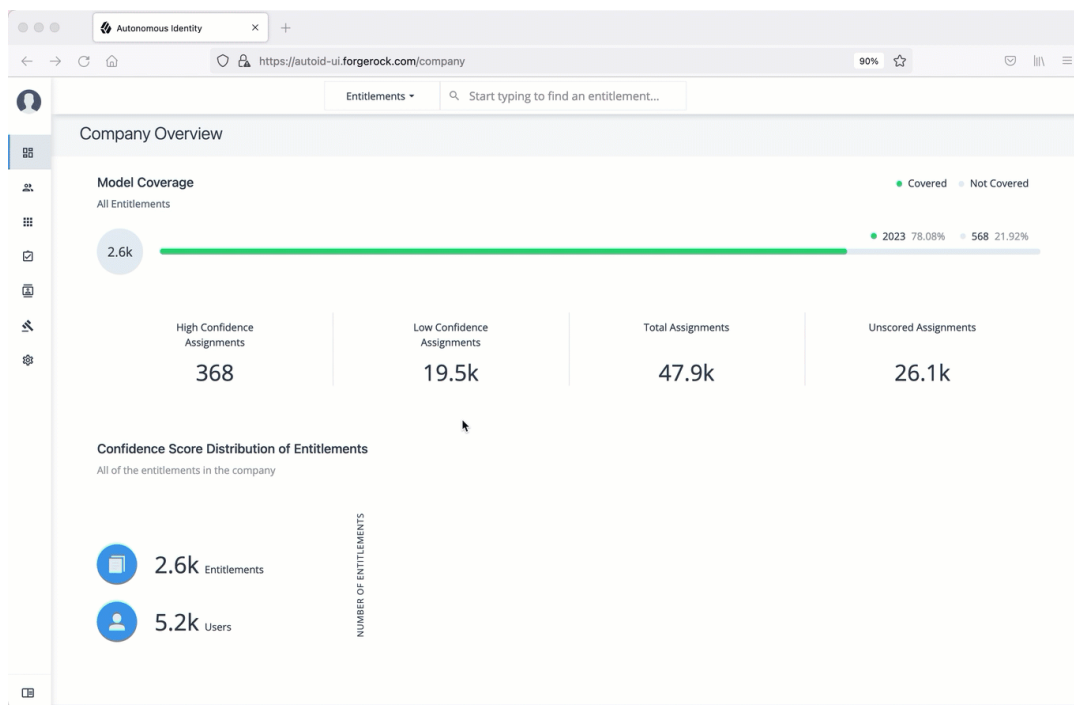 Autonomous Identity
https://autoid-ui.forgerock.com/company
90%
Entitlements
Start typing to find an entitlement...
Company Overview
Model Coverage
Covered
Not Covered
All Entitlements
2023 78.08%
568 21.92%
2.6k
High Confidence
Assignments
368
Low Confidence
Assignments
19.5k
Total Assignments
47.9k
Unscored Assignments
26.1k
Confidence Score Distribution of Entitlements
All of the entitlements in the company
NUMBER OF ENTITLEMENTS
2.6k Entitlements
5.2k Users